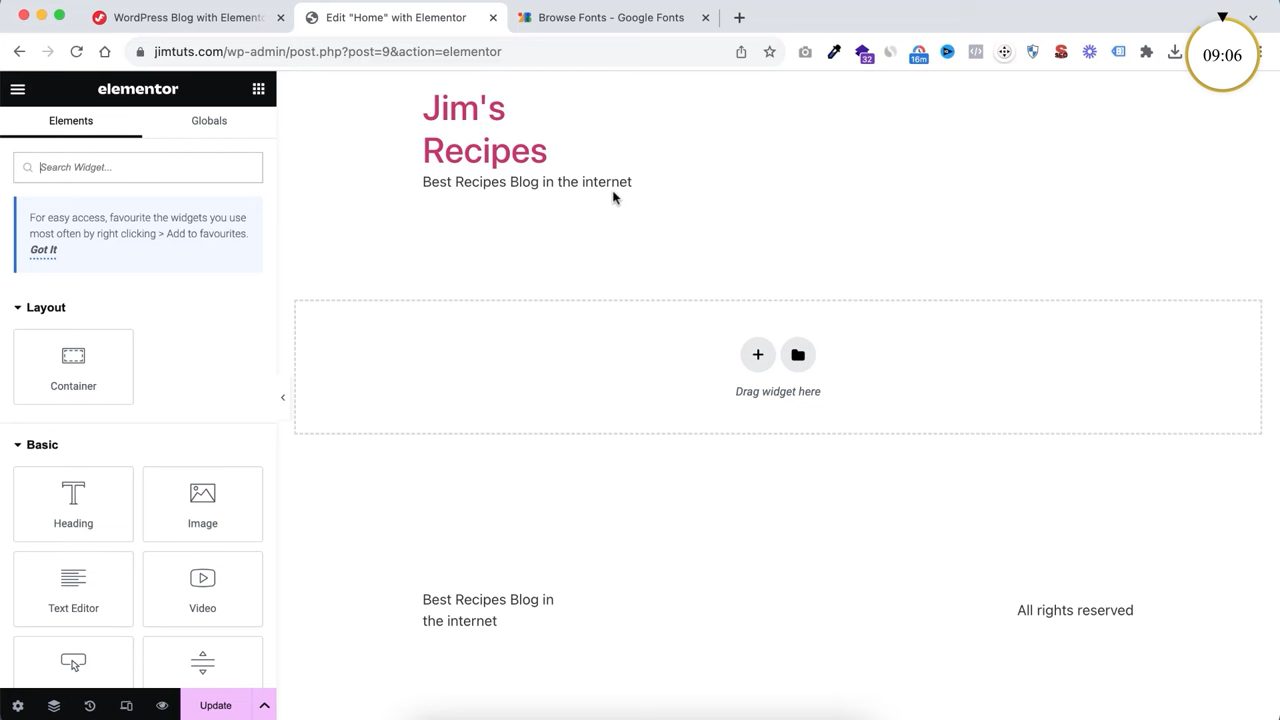 WordPress Blog with Element
Edit "Home" with Elementor
Browse Fonts - Google Fonts
09:06
jimtuts.com/wp-admin/post.php?post=9&action=elementor
32
16m
elementor
Elements
Globals
Search Widget...
For easy access, favourite the widgets you use
most often by right clicking > Add to favourites.
Got It
Layout
Container
Basic
Heading
Image
Text Editor
Video
Update
Jim's
Recipes
Best Recipes Blog in the internet
Drag widget here
Best Recipes Blog in
the internet
All rights reserved